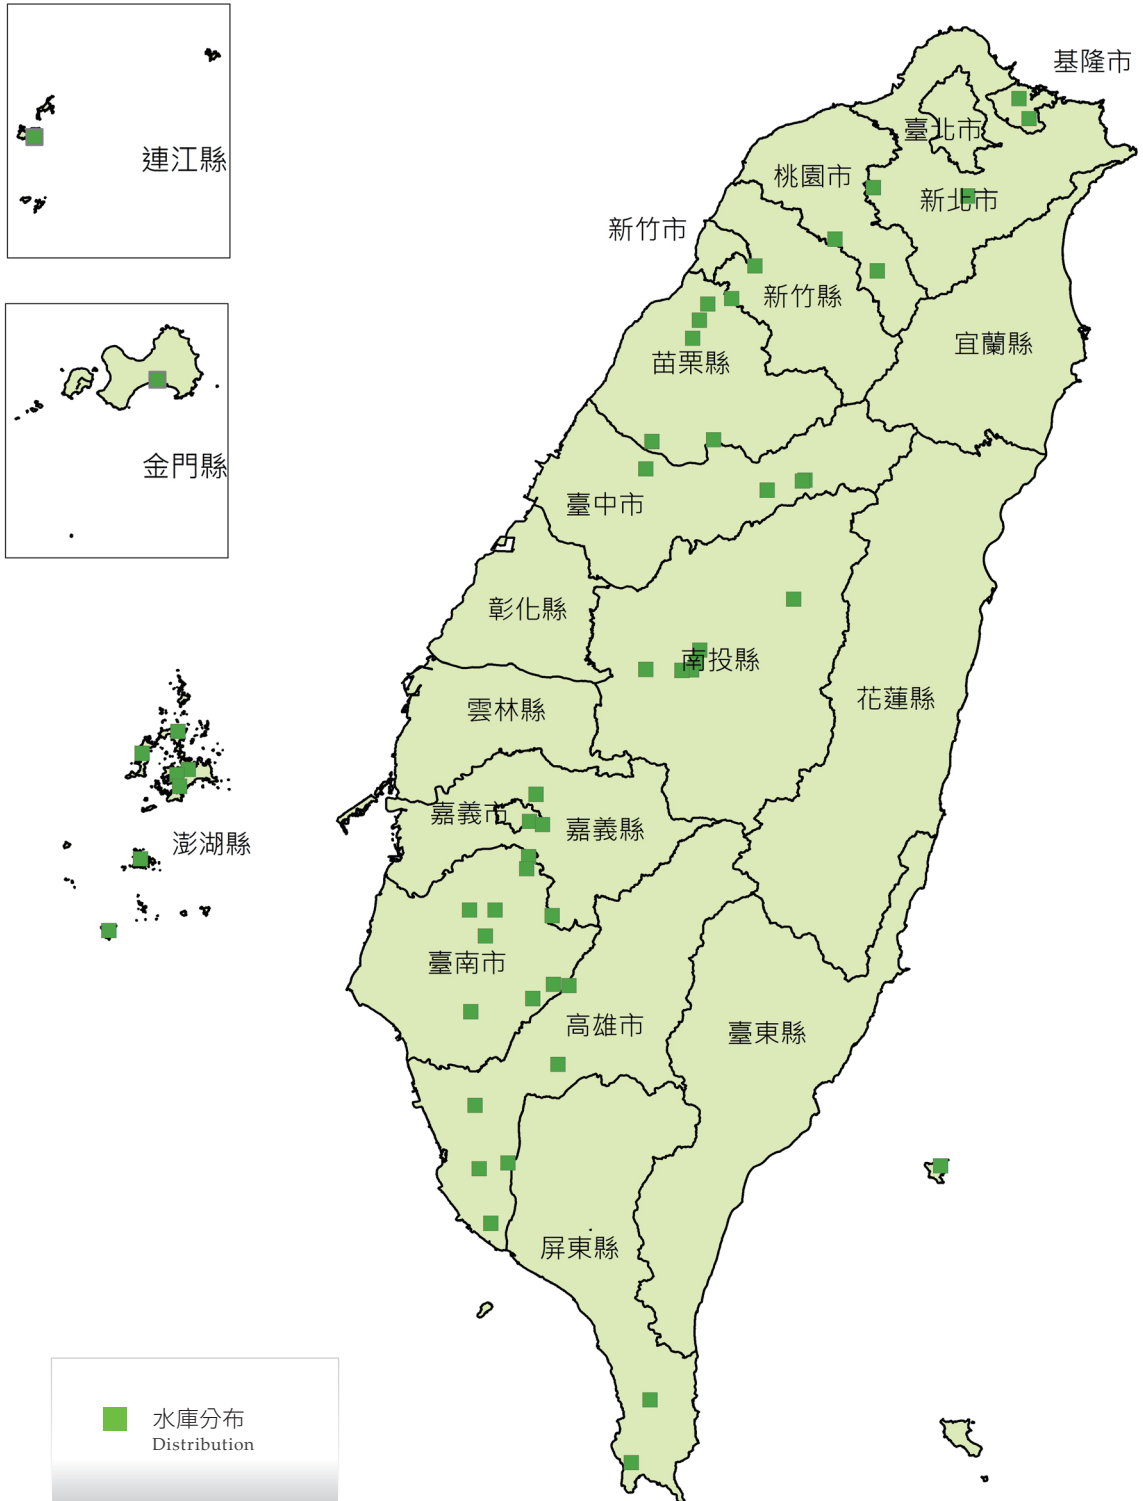 基隆市
臺北市
連江縣
桃園市
新北市
新竹市
新竹縣
宜蘭縣
苗栗縣
金門縣
臺中市
彰化縣
南投縣
花蓮縣
雲林縣
嘉義市
嘉義縣
澎湖縣
臺南市
高雄市
臺東縣
屏東縣
水庫分布
Distribution